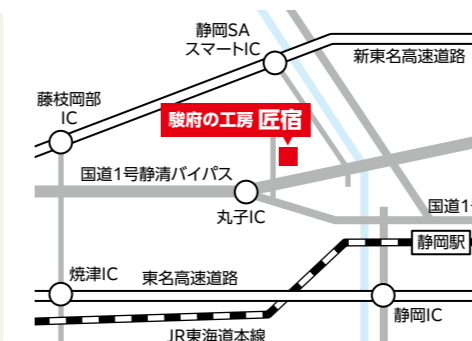 静岡SA
スマートIC
新東名高速道路
藤枝岡部
IC
駿府の工房 匠宿
国道1号静清バイパス
丸子IC
国道1
静岡駅
焼津IC
東名高速道路
静岡IC
JR東海道本線